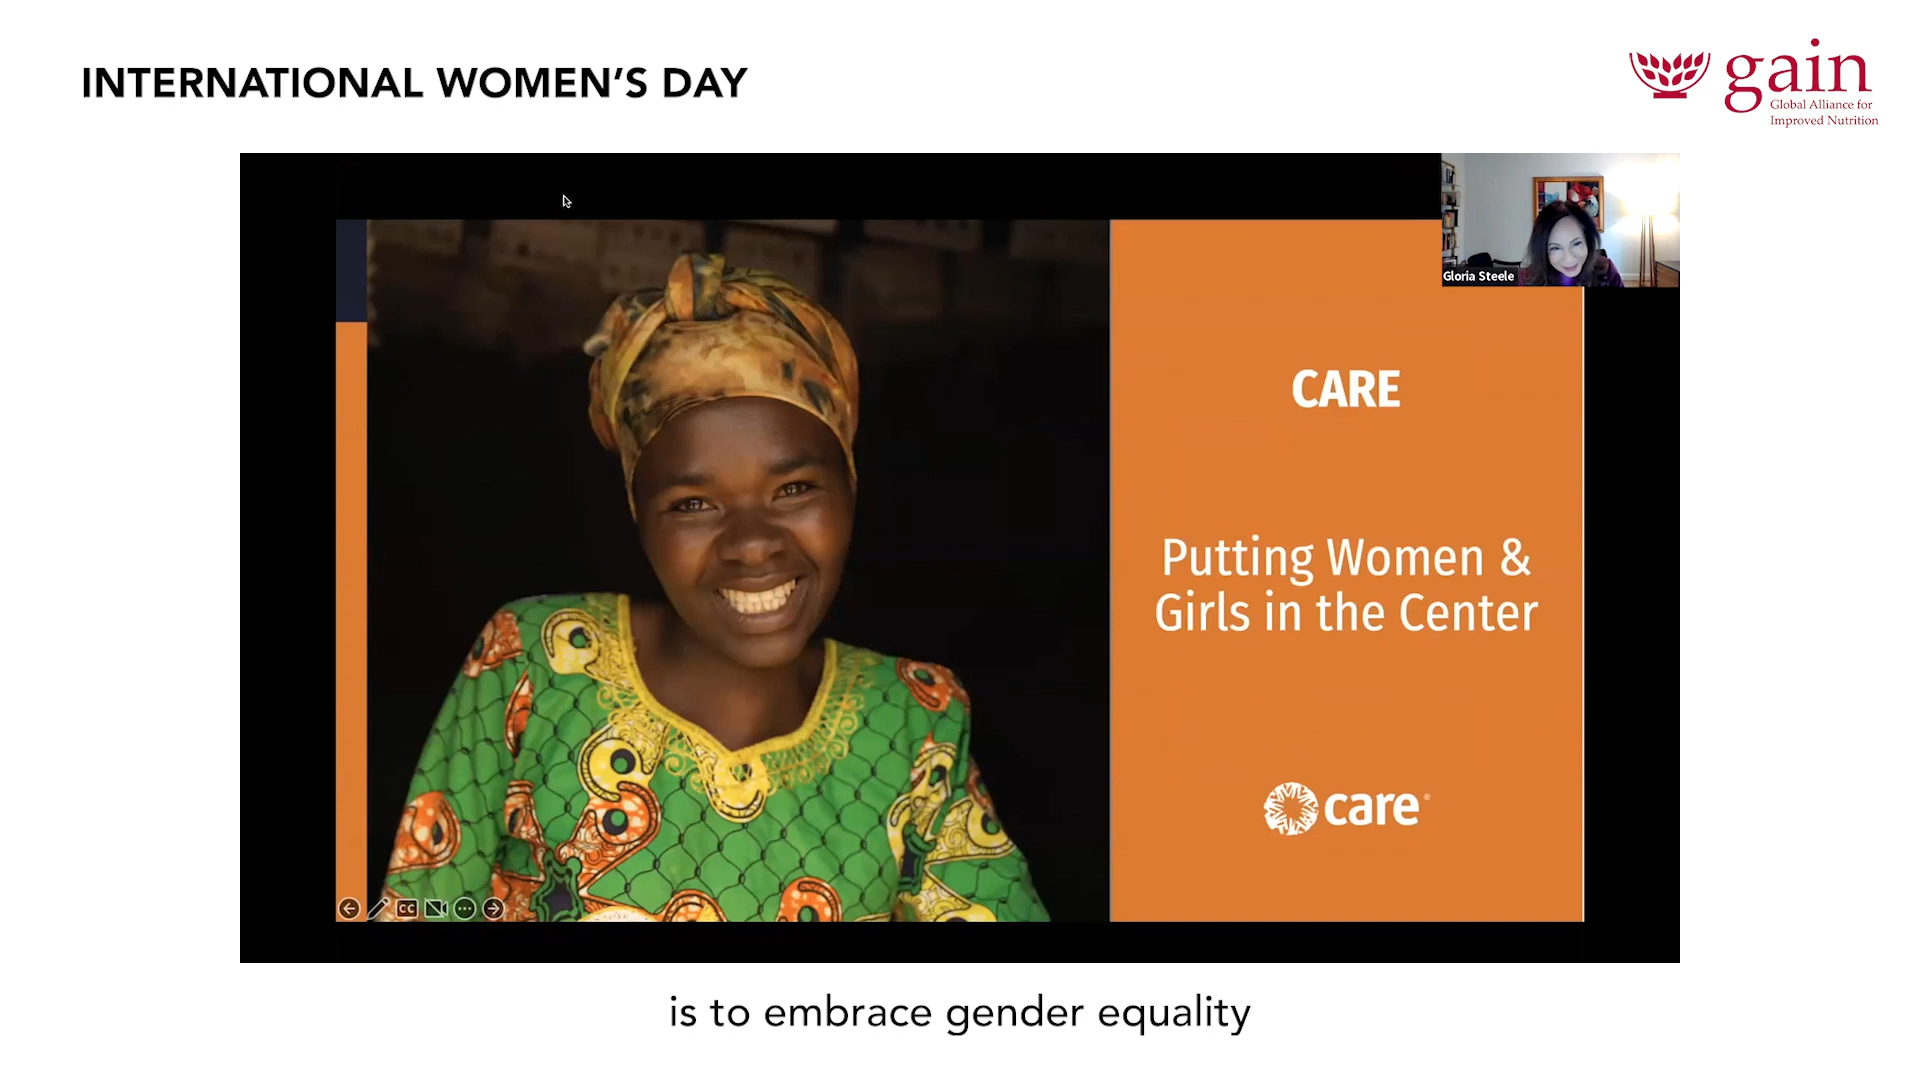 INTERNATIONAL WOMEN'S DAY
gain
Global Alliance for
Improved Nutrition
Gloria Steele
CARE
Putting Women &
Girls in the Center
care®
CC
is to embrace gender equality